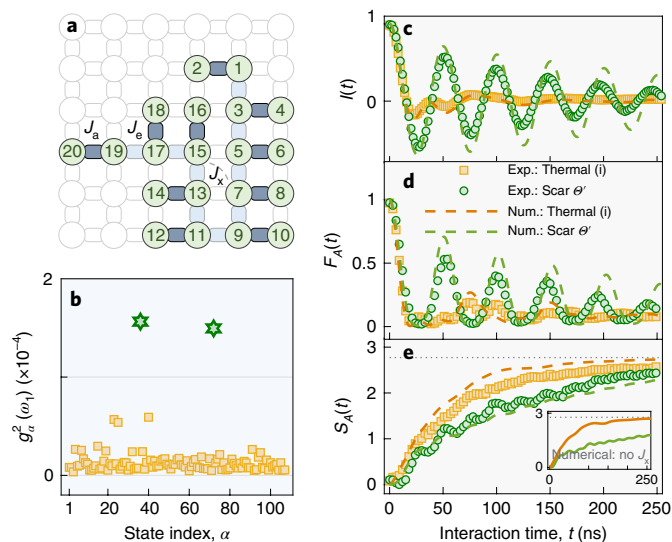 a
2 1
18 16 3 4
J_a J_e
20 19 17 15 5 6
J_x
14 13 7 8
12 11 9 10
b
g_α^2(ω_1) (×10^−4)
2
0
1 20 40 60 80 100
State index, α
c
I(t)
1
0
d
Exp.: Thermal (i)
Exp.: Scar Θ′
Num.: Thermal (i)
Num.: Scar Θ′
F_A(t)
1
0.5
0
e
S_A(t)
3
2
1
0
3
0
Numerical: no J_x
0 250
0 50 100 150 200 250
Interaction time, t (ns)